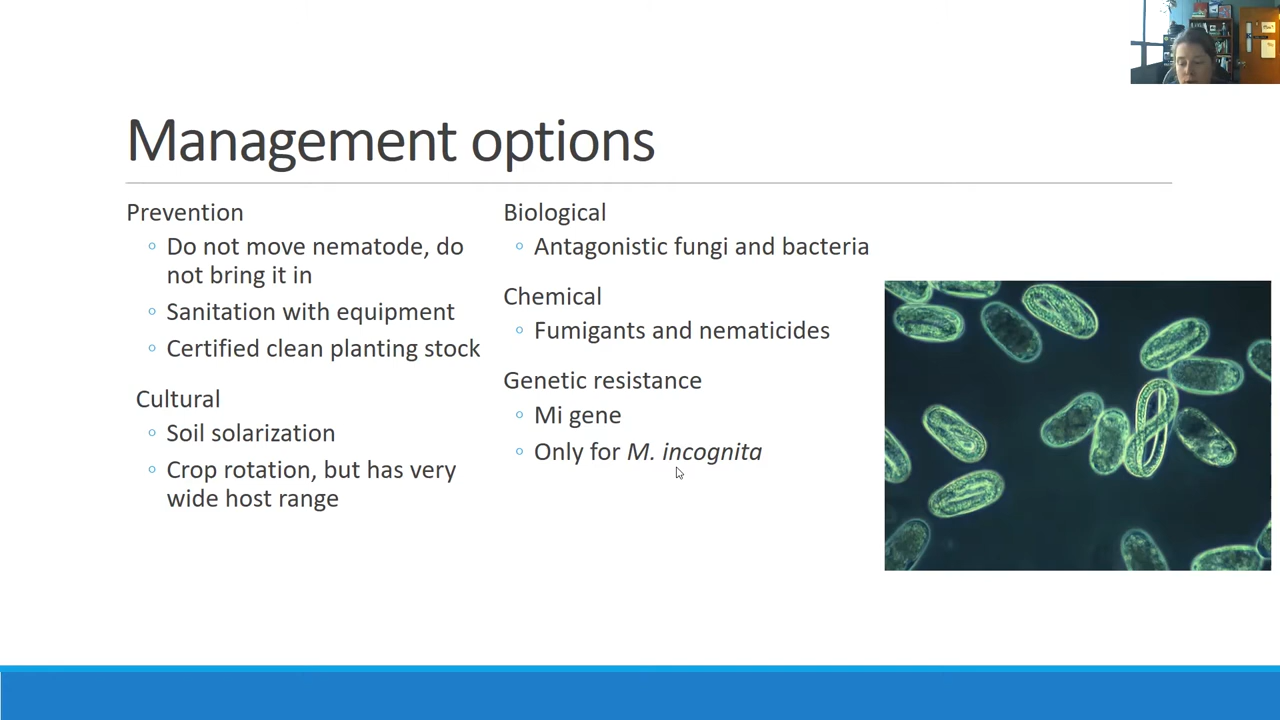 Management options
Prevention
Do not move nematode, do
not bring it in
Sanitation with equipment
Certified clean planting stock
Cultural
Soil solarization
Crop rotation, but has very
wide host range
Biological
Antagonistic fungi and bacteria
Chemical
Fumigants and nematicides
Genetic resistance
Mi gene
Only for M. incognita